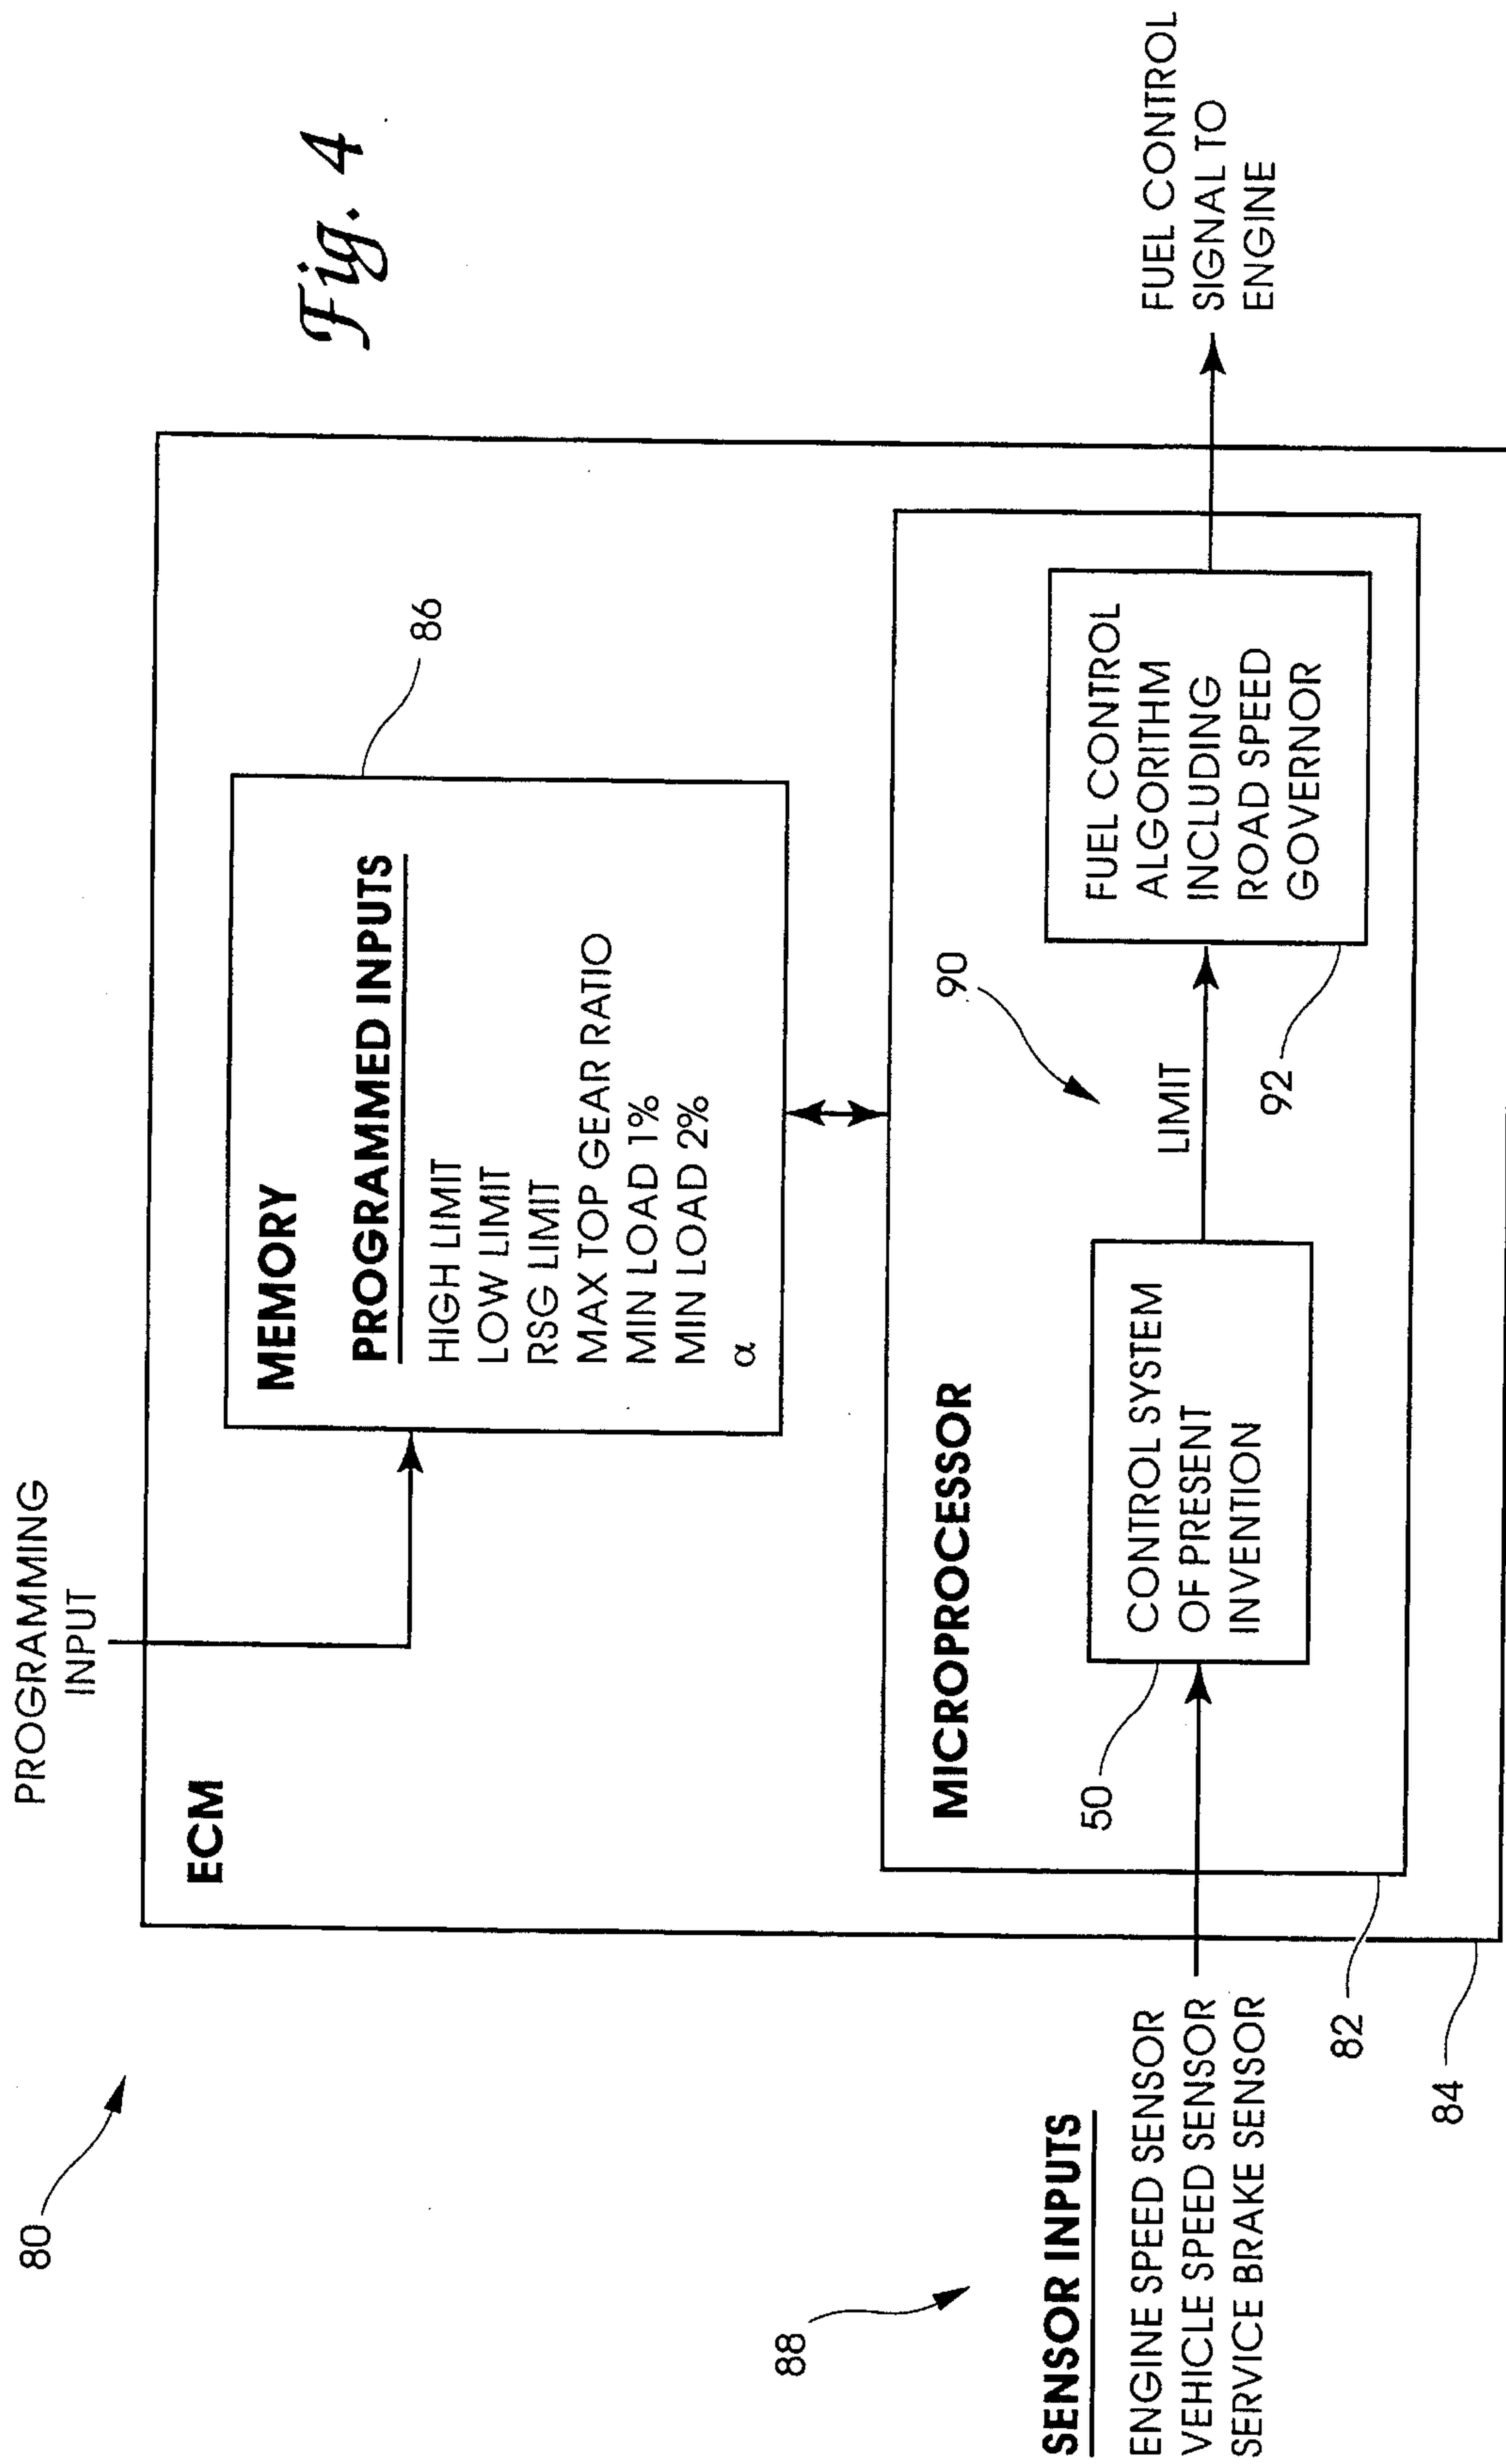 Fig. 4
80
PROGRAMMING
INPUT
ECM
MEMORY
PROGRAMMED INPUTS
HIGH LIMIT
LOW LIMIT
RSG LIMIT
MAX TOP GEAR RATIO
MIN LOAD 1%
MIN LOAD 2%
α
86
88
SENSOR INPUTS
ENGINE SPEED SENSOR
VEHICLE SPEED SENSOR
SERVICE BRAKE SENSOR
MICROPROCESSOR
50
CONTROL SYSTEM
OF PRESENT
INVENTION
90
LIMIT
FUEL CONTROL
ALGORITHM
INCLUDING
ROAD SPEED
GOVERNOR
92
FUEL CONTROL
SIGNAL TO
ENGINE
82
84